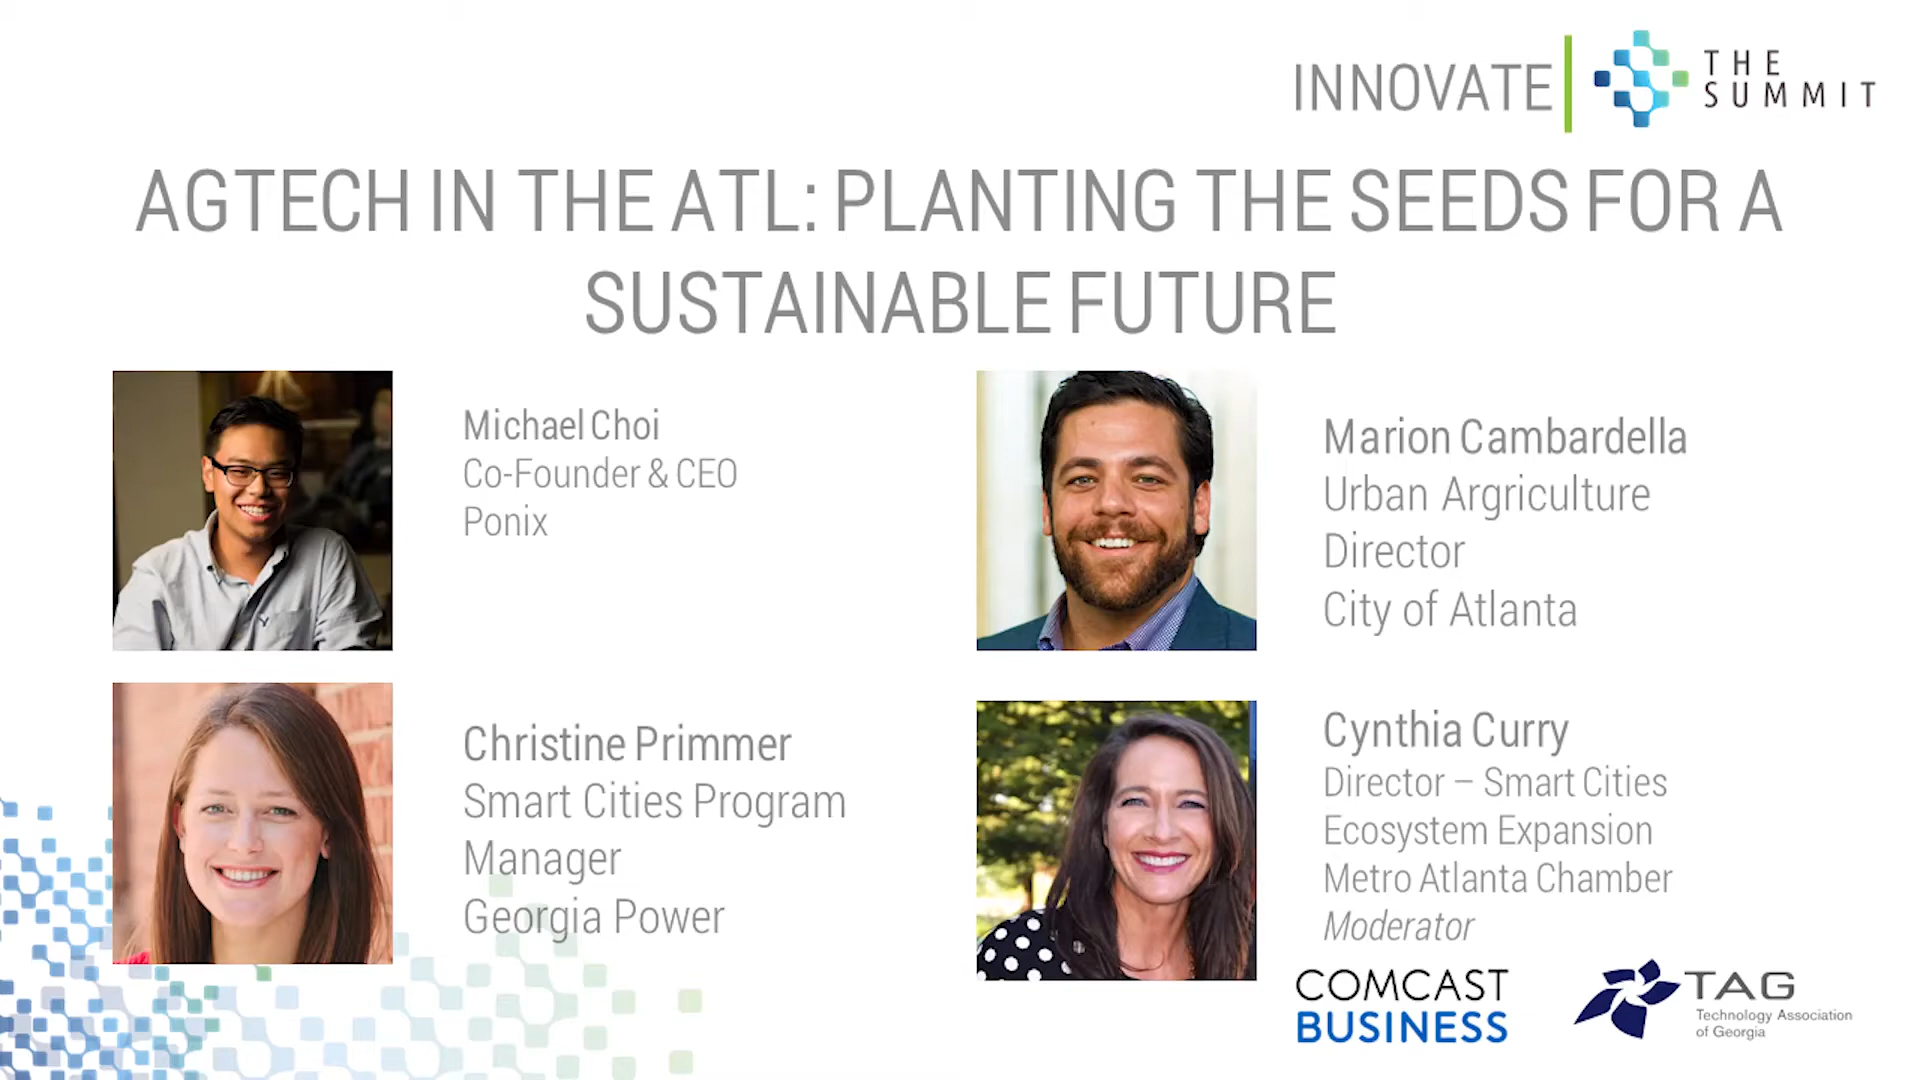 INNOVATE
THE
SUMMIT
AGTECH IN THE ATL: PLANTING THE SEEDS FOR A
SUSTAINABLE FUTURE
Michael Choi
Co-Founder & CEO
Ponix
Marion Cambardella
Urban Argriculture
Director
City of Atlanta
Christine Primmer
Smart Cities Program
Manager
Georgia Power
Cynthia Curry
Director – Smart Cities
Ecosystem Expansion
Metro Atlanta Chamber
Moderator
COMCAST
BUSINESS
TAG
Technology Association
of Georgia